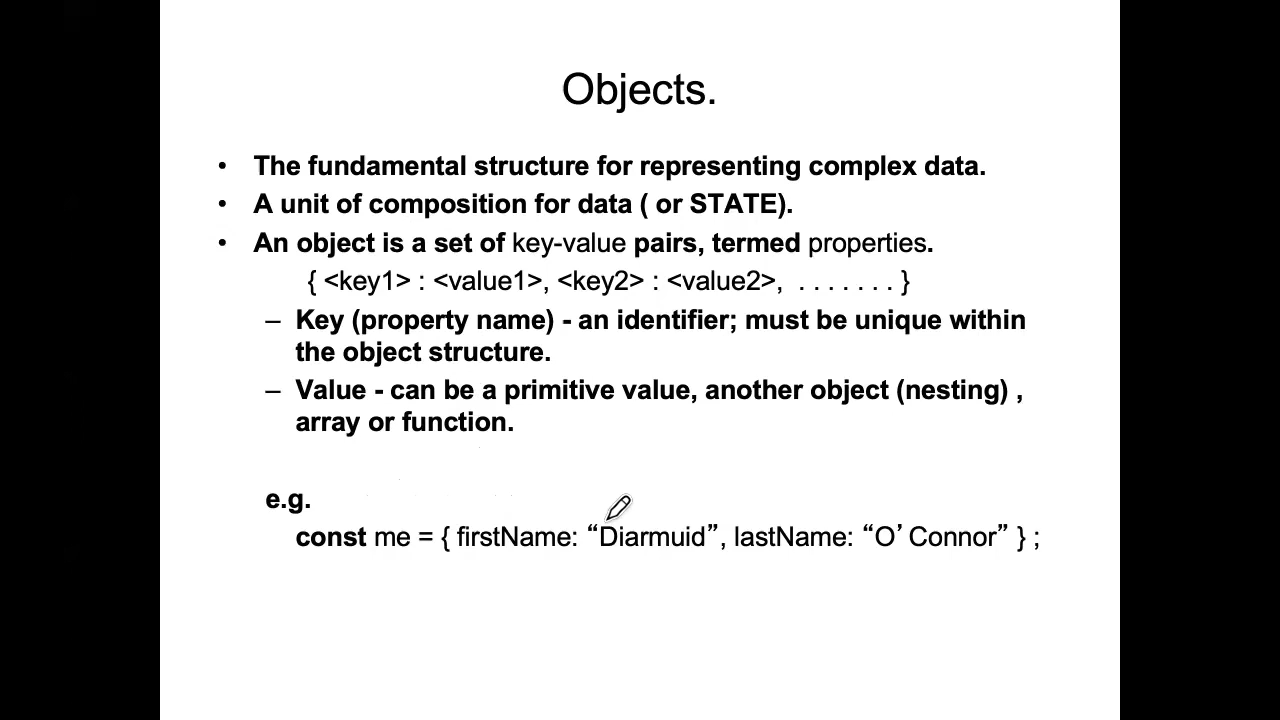 Objects.
• The fundamental structure for representing complex data.
• A unit of composition for data ( or STATE).
• An object is a set of key-value pairs, termed properties.
{ <key1> : <value1>, <key2> : <value2>,  . . . . . . . }
– Key (property name) - an identifier; must be unique within
the object structure.
– Value - can be a primitive value, another object (nesting) ,
array or function.
e.g.
const me = { firstName: “Diarmuid”, lastName: “O’ Connor” } ;